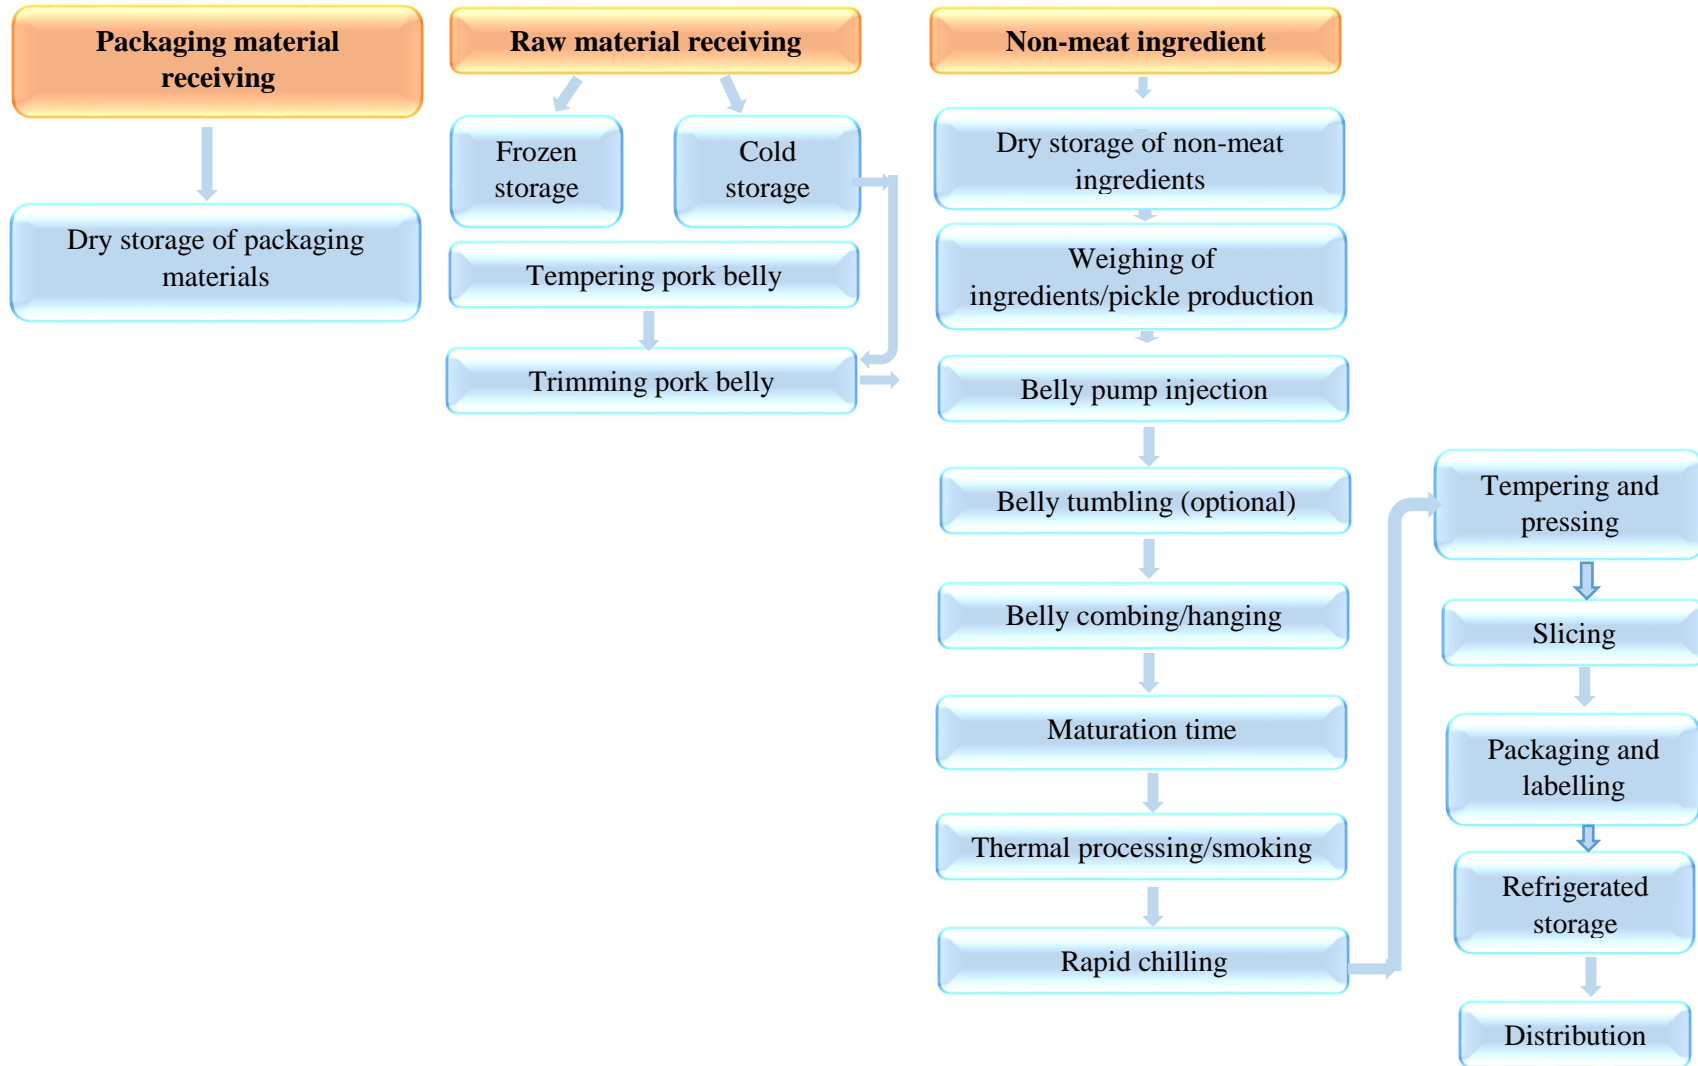 Packaging material
receiving
Dry storage of packaging
materials
Raw material receiving
Frozen
storage
Cold
storage
Tempering pork belly
Trimming pork belly
Non-meat ingredient
Dry storage of non-meat
ingredients
Weighing of
ingredients/pickle production
Belly pump injection
Belly tumbling (optional)
Belly combing/hanging
Maturation time
Thermal processing/smoking
Rapid chilling
Tempering and
pressing
Slicing
Packaging and
labelling
Refrigerated
storage
Distribution